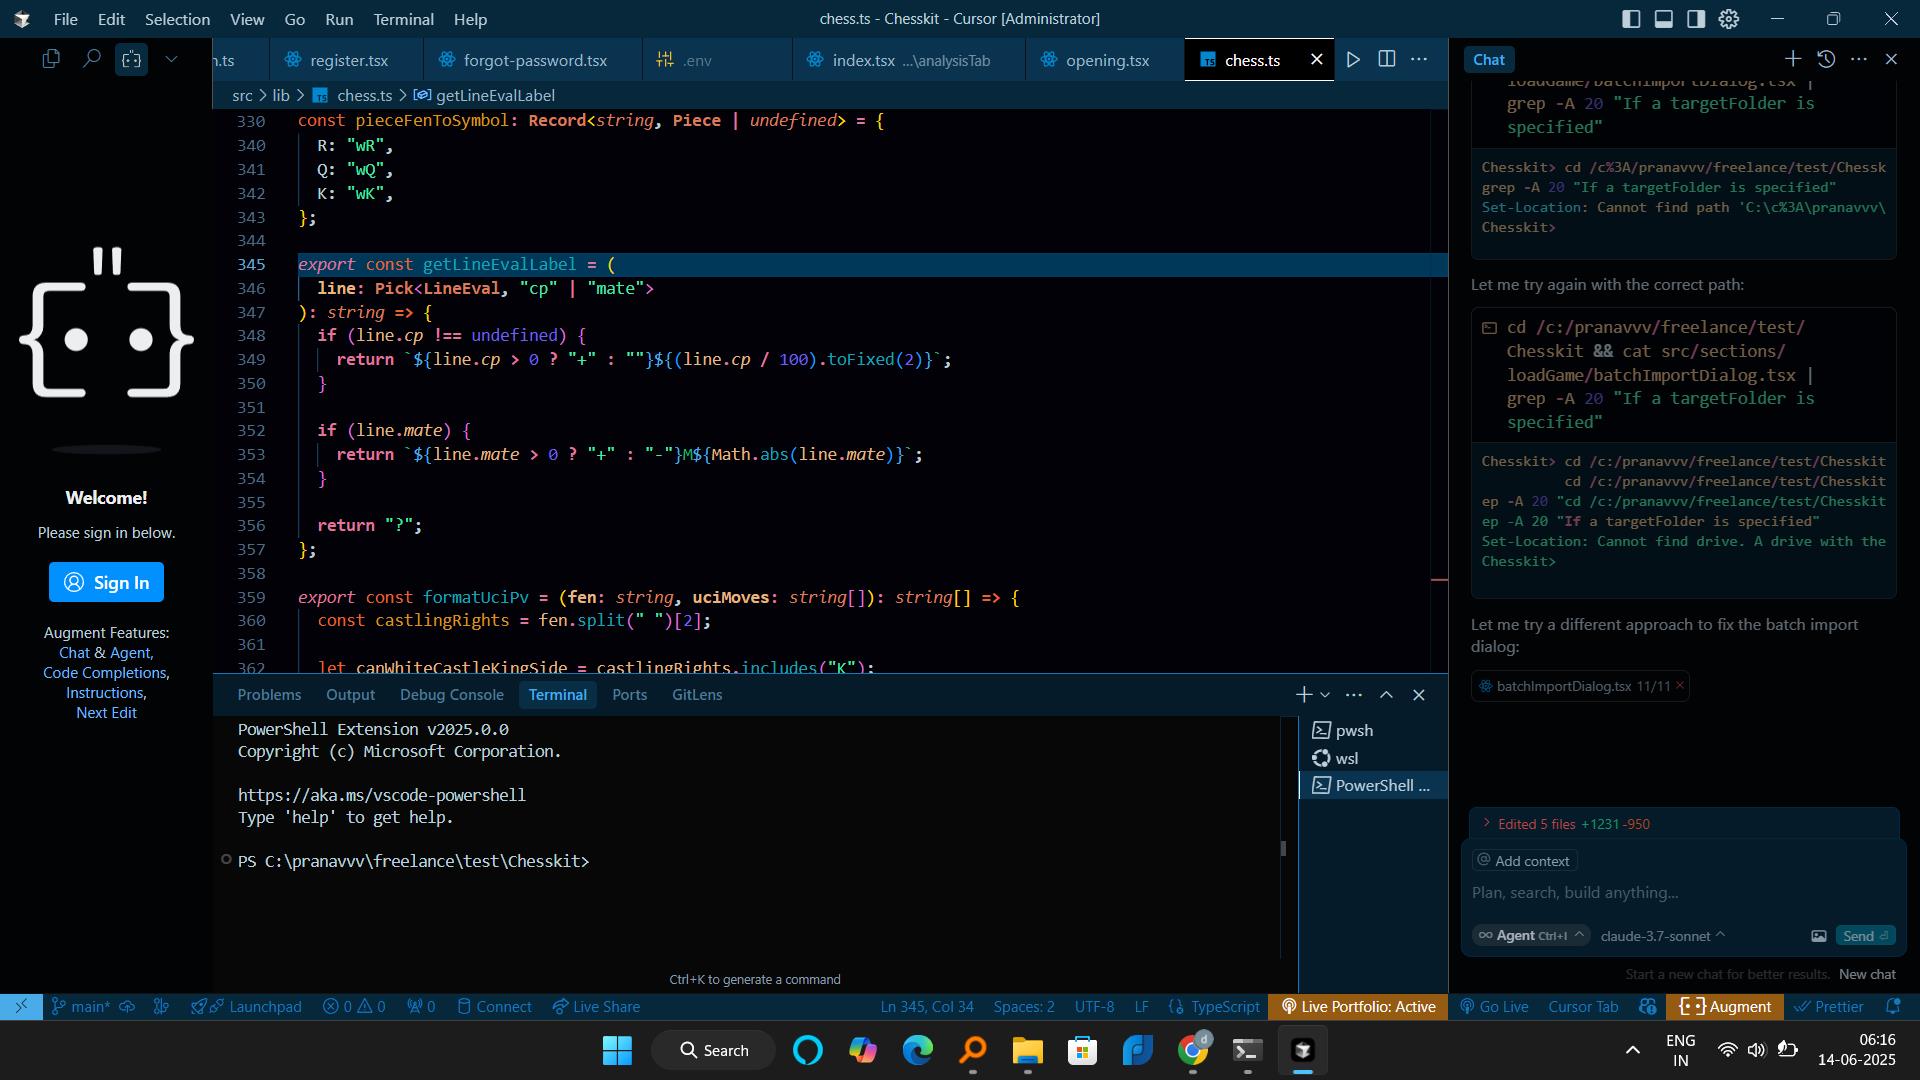 File Edit Selection View Go Run Terminal Help
chess.ts - Chesskit - Cursor [Administrator]
n.ts
register.tsx
forgot-password.tsx
.env
index.tsx ...\analysisTab
opening.tsx
chess.ts
src > lib > chess.ts > getLineEvalLabel
330 const pieceFenToSymbol: Record<string, Piece | undefined> = {
340 R: "wR",
341 Q: "wQ",
342 K: "wK",
343 };
344
345 export const getLineEvalLabel = (
346 line: Pick<LineEval, "cp" | "mate">
347 ): string => {
348 if (line.cp !== undefined) {
349 return `${line.cp > 0 ? "+" : ""}${(line.cp / 100).toFixed(2)}`;
350 }
351
352 if (line.mate) {
353 return `${line.mate > 0 ? "+" : "-"}M${Math.abs(line.mate)}`;
354 }
355
356 return "?";
357 };
358
359 export const formatUciPv = (fen: string, uciMoves: string[]): string[] => {
360 const castlingRights = fen.split(" ")[2];
361
362 let canWhiteCastleKingSide = castlingRights.includes("K");
Welcome!
Please sign in below.
Sign In
Augment Features:
Chat & Agent,
Code Completions,
Instructions,
Next Edit
Problems Output Debug Console Terminal Ports GitLens
PowerShell Extension v2025.0.0
Copyright (c) Microsoft Corporation.
https://aka.ms/vscode-powershell
Type 'help' to get help.
PS C:\pranavvv\freelance\test\Chesskit>
Ctrl+K to generate a command
pwsh
wsl
PowerShell ...
Chat
loadGame/batchImportDialog.tsx |
grep -A 20 "If a targetFolder is
specified"
Chesskit> cd /c%3A/pranavvv/freelance/test/Chessk
grep -A 20 "If a targetFolder is specified"
Set-Location: Cannot find path 'C:\c%3A\pranavvv\
Chesskit>
Let me try again with the correct path:
cd /c:/pranavvv/freelance/test/
Chesskit && cat src/sections/
loadGame/batchImportDialog.tsx |
grep -A 20 "If a targetFolder is
specified"
Chesskit> cd /c:/pranavvv/freelance/test/Chesskit
cd /c:/pranavvv/freelance/test/Chesskit
ep -A 20 "cd /c:/pranavvv/freelance/test/Chesskit
ep -A 20 "If a targetFolder is specified"
Set-Location: Cannot find drive. A drive with the
Chesskit>
Let me try a different approach to fix the batch import
dialog:
batchImportDialog.tsx 11/11
Edited 5 files +1231 -950
@ Add context
Plan, search, build anything...
Agent Ctrl+I claude-3.7-sonnet Send
Start a new chat for better results. New chat
main* Launchpad 0 0 0 Connect Live Share Ln 345, Col 34 Spaces: 2 UTF-8 LF TypeScript Live Portfolio: Active Go Live Cursor Tab Augment Prettier
Search
ENG
IN
06:16
14-06-2025